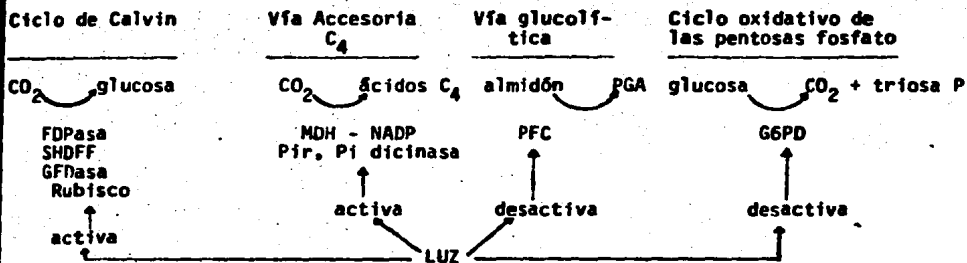 Ciclo de Calvin Vía Accesoria Vía glucolí- Ciclo oxidativo de
C4 tica las pentosas fosfato
CO2 glucosa CO2 ácidos C4 almidón PGA glucosa CO2 + triosa P
FDPasa MDH - NADP PFC G6PD
SHDFF Pir, Pi dicinasa
GFDasa
Rubisco
activa desactiva desactiva
activa
LUZ